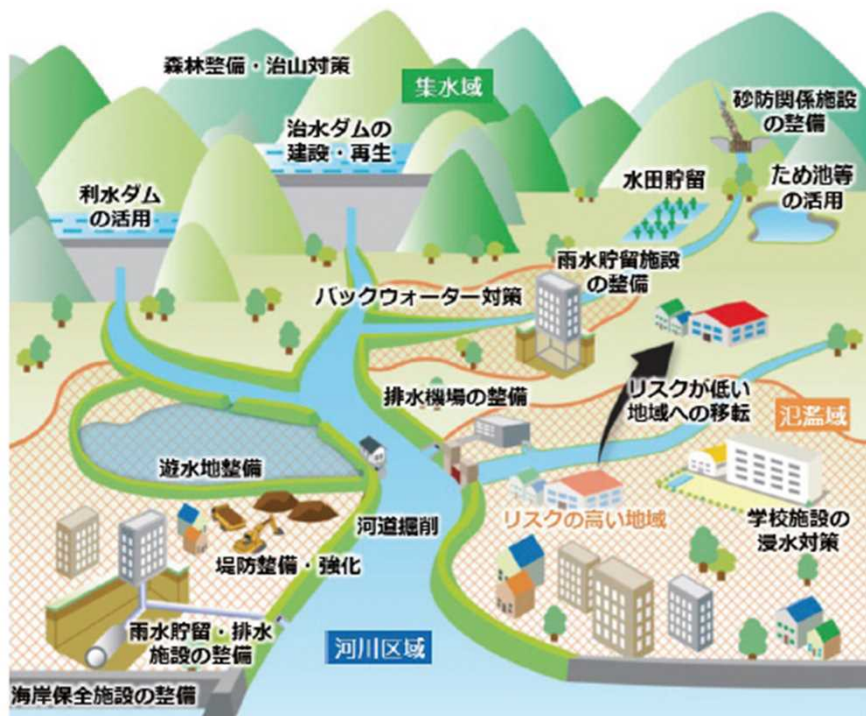 森林整備・治山対策
集水域
砂防関係施設
の整備
治水ダムの
建設・再生
水田貯留
ため池等
の活用
利水ダム
の活用
雨水貯留施設
の整備
バックウォーター対策
排水機場の整備
リスクが低い
地域への移転
氾濫域
遊水地整備
リスクの高い地域
学校施設の
浸水対策
河道掘削
堤防整備・強化
雨水貯留・排水
施設の整備
河川区域
海岸保全施設の整備